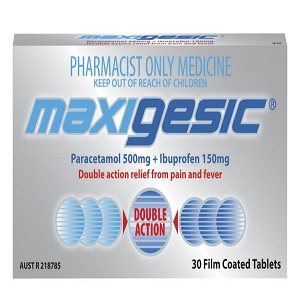 30
PHARMACIST ONLY MEDICINE
KEEP OUT OF REACH OF CHILDREN
maxigesic®
Paracetamol 500mg + Ibuprofen 150mg
Double action relief from pain and fever
DOUBLE
ACTION
AUST R 218785
30 Film Coated Tablets